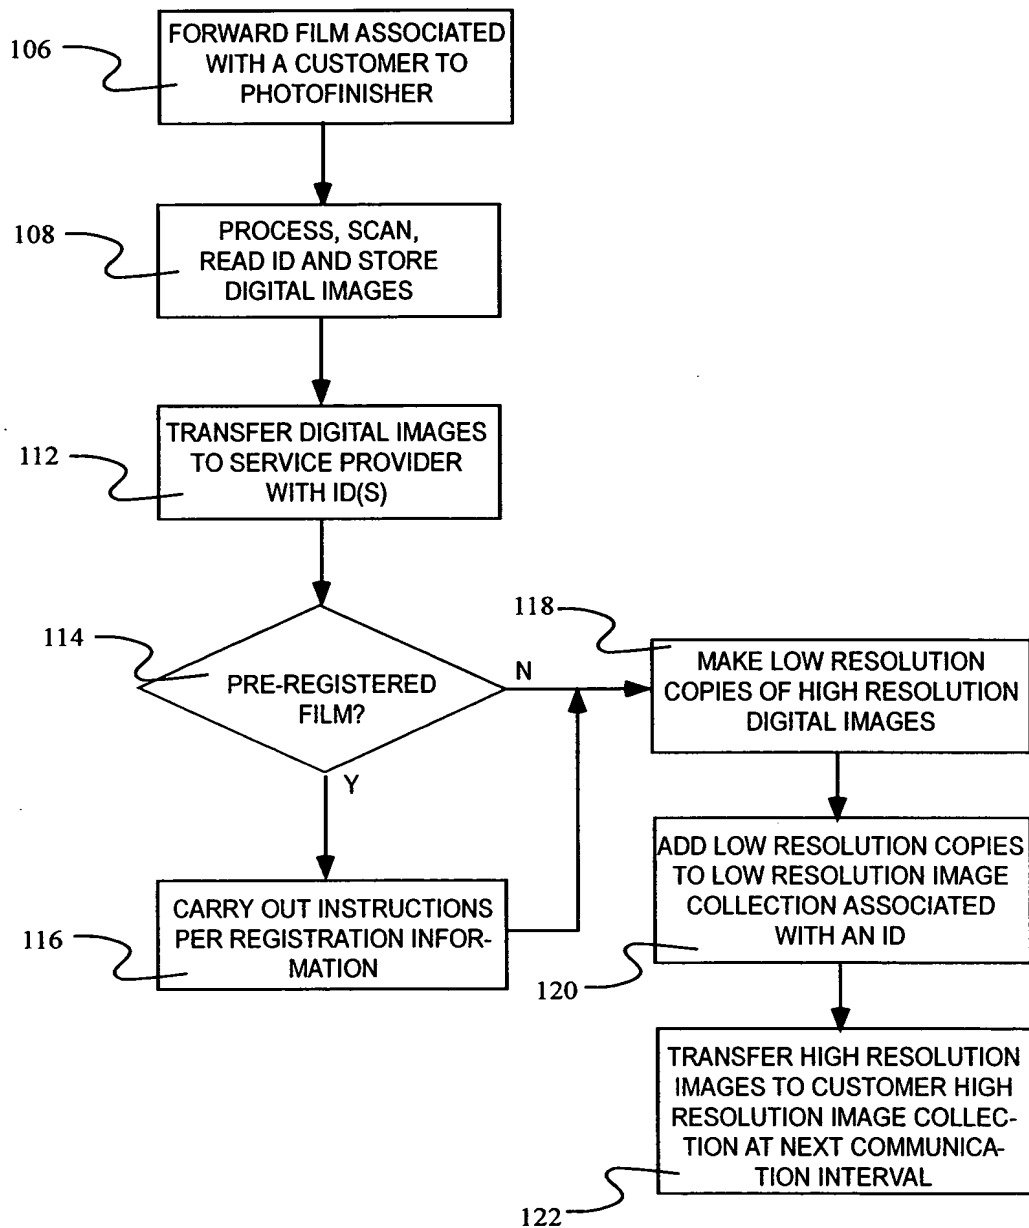 106
FORWARD FILM ASSOCIATED
WITH A CUSTOMER TO
PHOTOFINISHER
108
PROCESS, SCAN,
READ ID AND STORE
DIGITAL IMAGES
112
TRANSFER DIGITAL IMAGES
TO SERVICE PROVIDER
WITH ID(S)
114
PRE-REGISTERED
FILM?
N
Y
116
CARRY OUT INSTRUCTIONS
PER REGISTRATION INFOR-
MATION
118
MAKE LOW RESOLUTION
COPIES OF HIGH RESOLUTION
DIGITAL IMAGES
ADD LOW RESOLUTION COPIES
TO LOW RESOLUTION IMAGE
COLLECTION ASSOCIATED
WITH AN ID
120
TRANSFER HIGH RESOLUTION
IMAGES TO CUSTOMER HIGH
RESOLUTION IMAGE COLLEC-
TION AT NEXT COMMUNICA-
TION INTERVAL
122